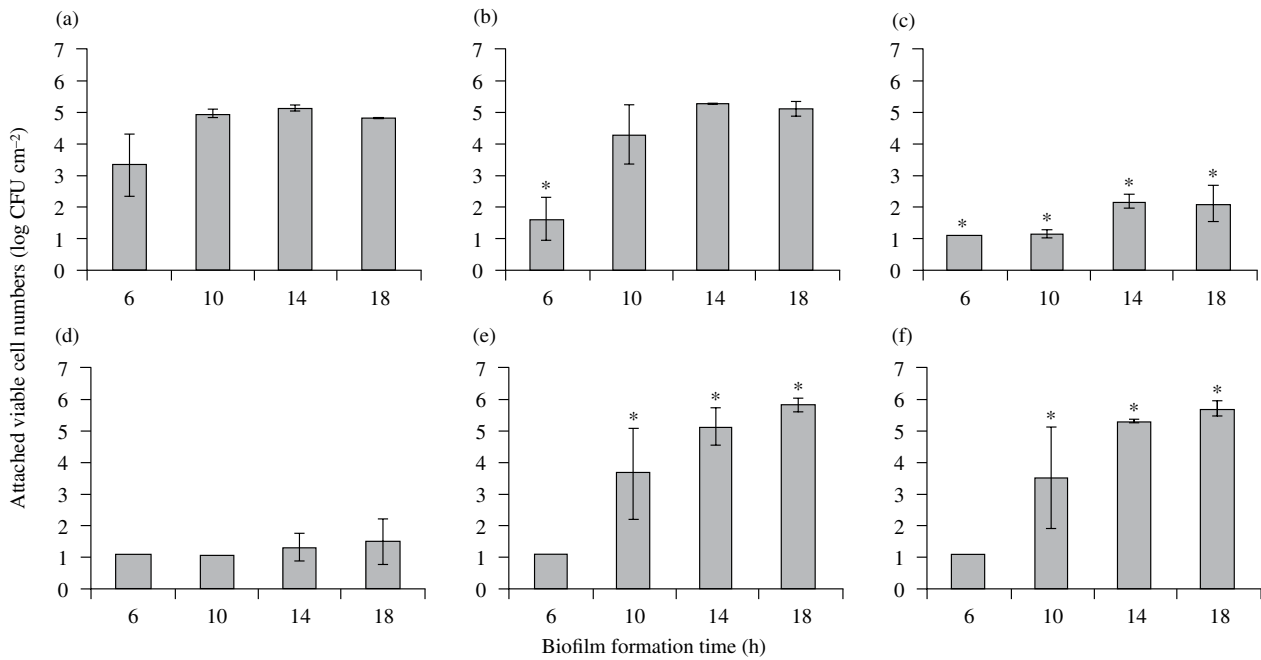 (a)
7
6
5
4
3
2
1
0
6 10 14 18
(b)
7
6
5
4
3
2
1
0
*
6 10 14 18
(c)
7
6
5
4
3
2
1
0
* * * *
6 10 14 18
Attached viable cell numbers (log CFU cm⁻²)
(d)
7
6
5
4
3
2
1
0
6 10 14 18
(e)
7
6
5
4
3
2
1
0
* * *
6 10 14 18
(f)
7
6
5
4
3
2
1
0
* * *
6 10 14 18
Biofilm formation time (h)